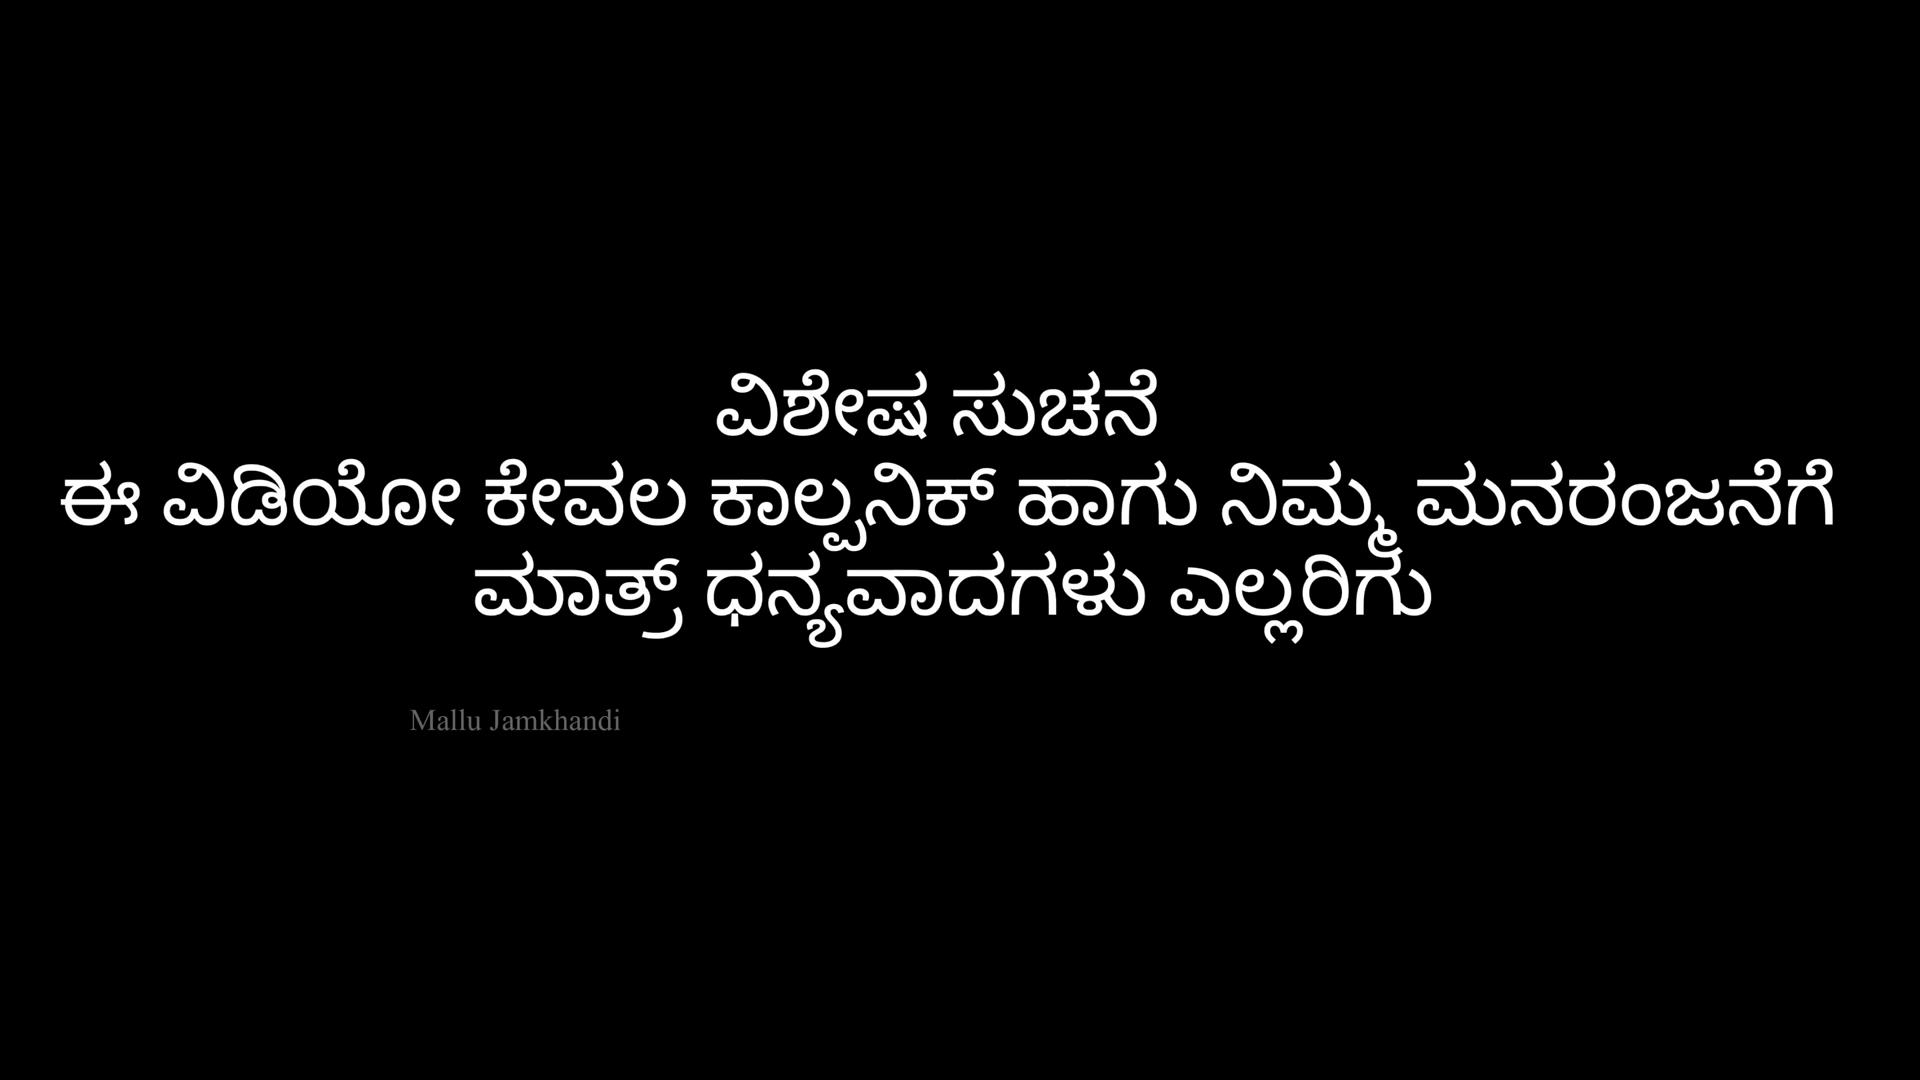 ವಿಶೇಷ ಸುಚನೆ
ಈ ವಿಡಿಯೋ ಕೇವಲ ಕಾಲ್ಪನಿಕ್ ಹಾಗು ನಿಮ್ಮ ಮನರಂಜನೆಗೆ
ಮಾತ್ರ್ ಧನ್ಯವಾದಗಳು ಎಲ್ಲರಿಗು
Mallu Jamkhandi